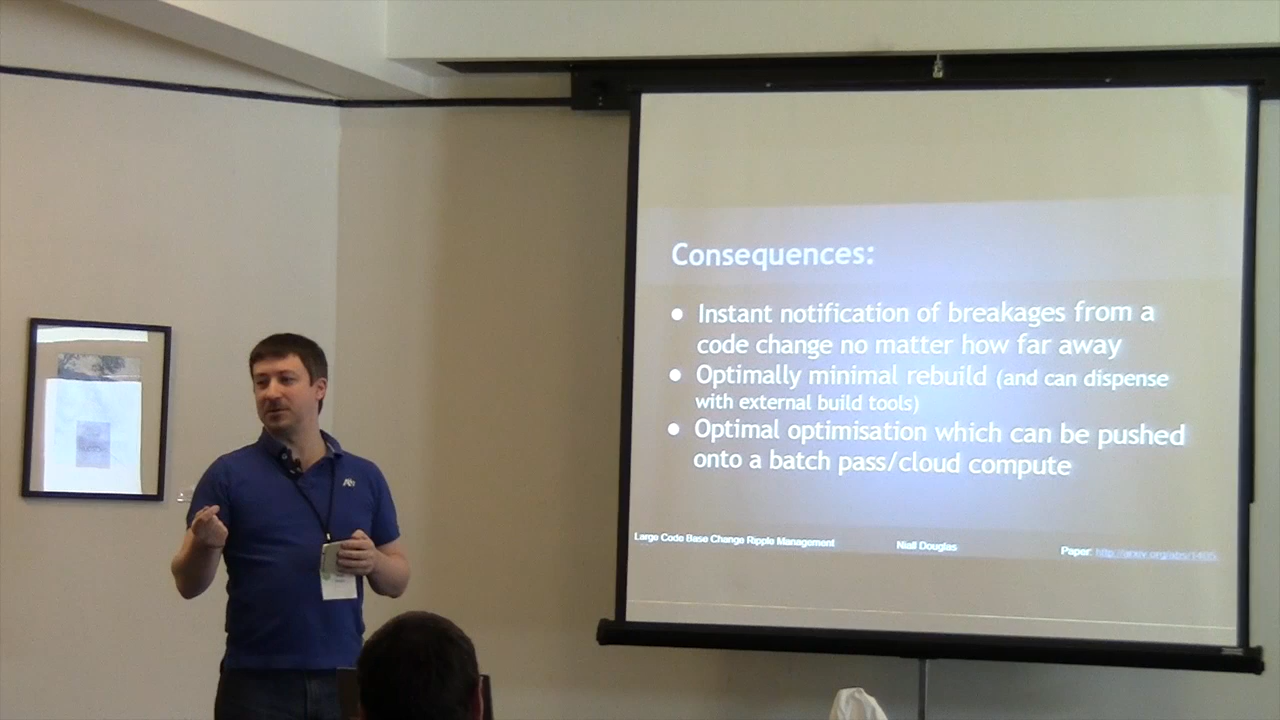 Consequences:
● Instant notification of breakages from a
code change no matter how far away
● Optimally minimal rebuild (and can dispense
with external build tools)
● Optimal optimisation which can be pushed
onto a batch pass/cloud compute
Large Code Base Change Ripple Management
Niall Douglas
Paper: http://arxiv.org/abs/1405